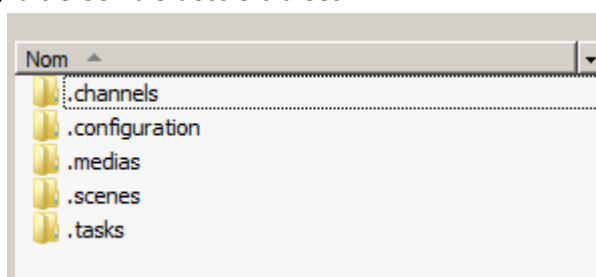 Nom
.channels
.configuration
.medias
.scenes
.tasks